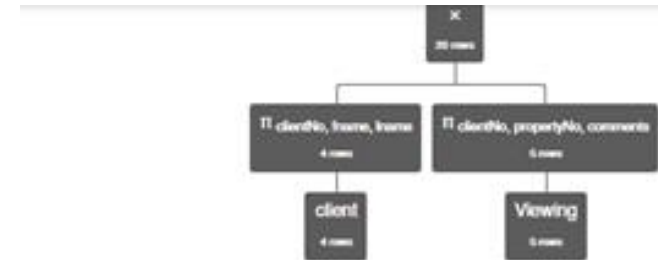 ×
20 rows
π clientNo, fname, lname
4 rows
π clientNo, propertyNo, comments
5 rows
client
4 rows
Viewing
5 rows